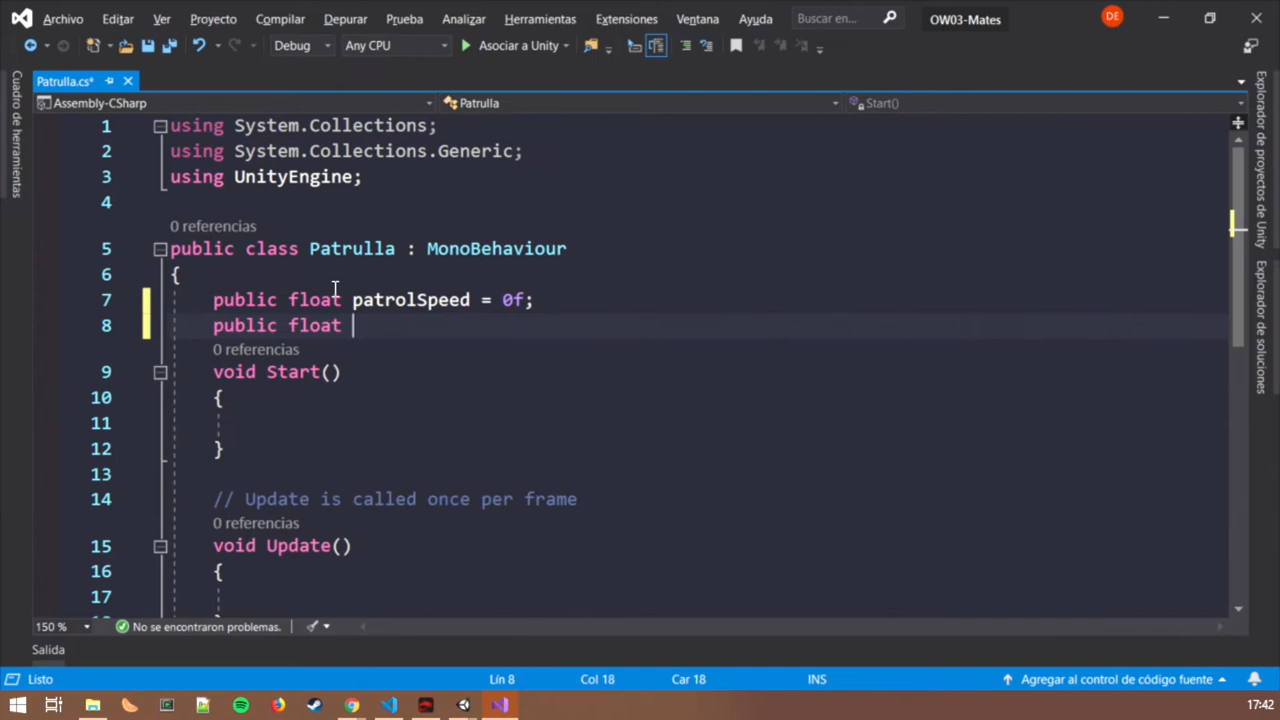 Archivo Editar Ver Proyecto Compilar Depurar Prueba Analizar Herramientas Extensiones Ventana Ayuda Buscar en... OW03-Mates DE
Debug Any CPU Asociar a Unity
Patrulla.cs*
Assembly-CSharp Patrulla Start()
Cuadro de herramientas
Explorador de proyectos de Unity
Explorador de soluciones
1 using System.Collections;
2 using System.Collections.Generic;
3 using UnityEngine;
4
0 referencias
5 public class Patrulla : MonoBehaviour
6 {
7 public float patrolSpeed = 0f;
8 public float
0 referencias
9 void Start()
10 {
11
12 }
13
14 // Update is called once per frame
0 referencias
15 void Update()
16 {
17
150 % No se encontraron problemas.
Salida
Listo Lín 8 Col 18 Car 18 INS Agregar al control de código fuente
17:42